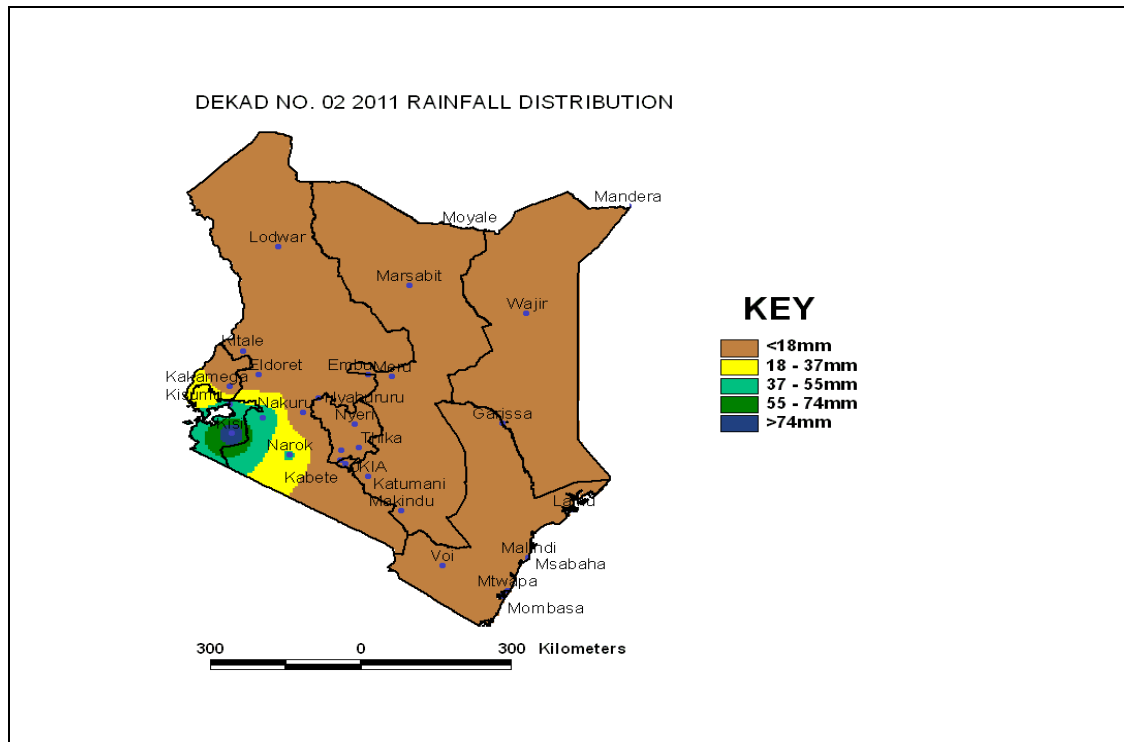 DEKAD NO. 02 2011 RAINFALL DISTRIBUTION
Mandera
Moyale
Lodwar
Marsabit
Wajir
KEY
<18mm
18 - 37mm
37 - 55mm
55 - 74mm
>74mm
Kitale
Eldoret
Embu
Meru
Kakamega
Kisumu
Nyahururu
Nakuru
Garissa
Nyeri
Kisii
Thika
Narok
JKIA
Kabete
Katumani
Makindu
Lamu
Voi
Malindi
Msabaha
Mtwapa
Mombasa
300 0 300 Kilometers